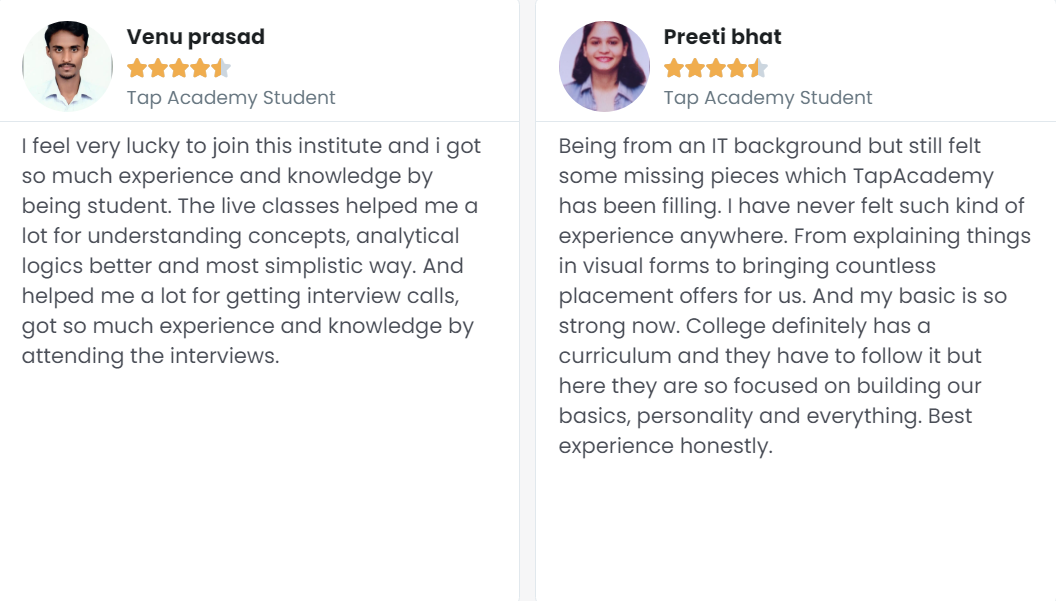 Venu prasad
Tap Academy Student
I feel very lucky to join this institute and i got
so much experience and knowledge by
being student. The live classes helped me a
lot for understanding concepts, analytical
logics better and most simplistic way. And
helped me a lot for getting interview calls,
got so much experience and knowledge by
attending the interviews.
Preeti bhat
Tap Academy Student
Being from an IT background but still felt
some missing pieces which TapAcademy
has been filling. I have never felt such kind of
experience anywhere. From explaining things
in visual forms to bringing countless
placement offers for us. And my basic is so
strong now. College definitely has a
curriculum and they have to follow it but
here they are so focused on building our
basics, personality and everything. Best
experience honestly.